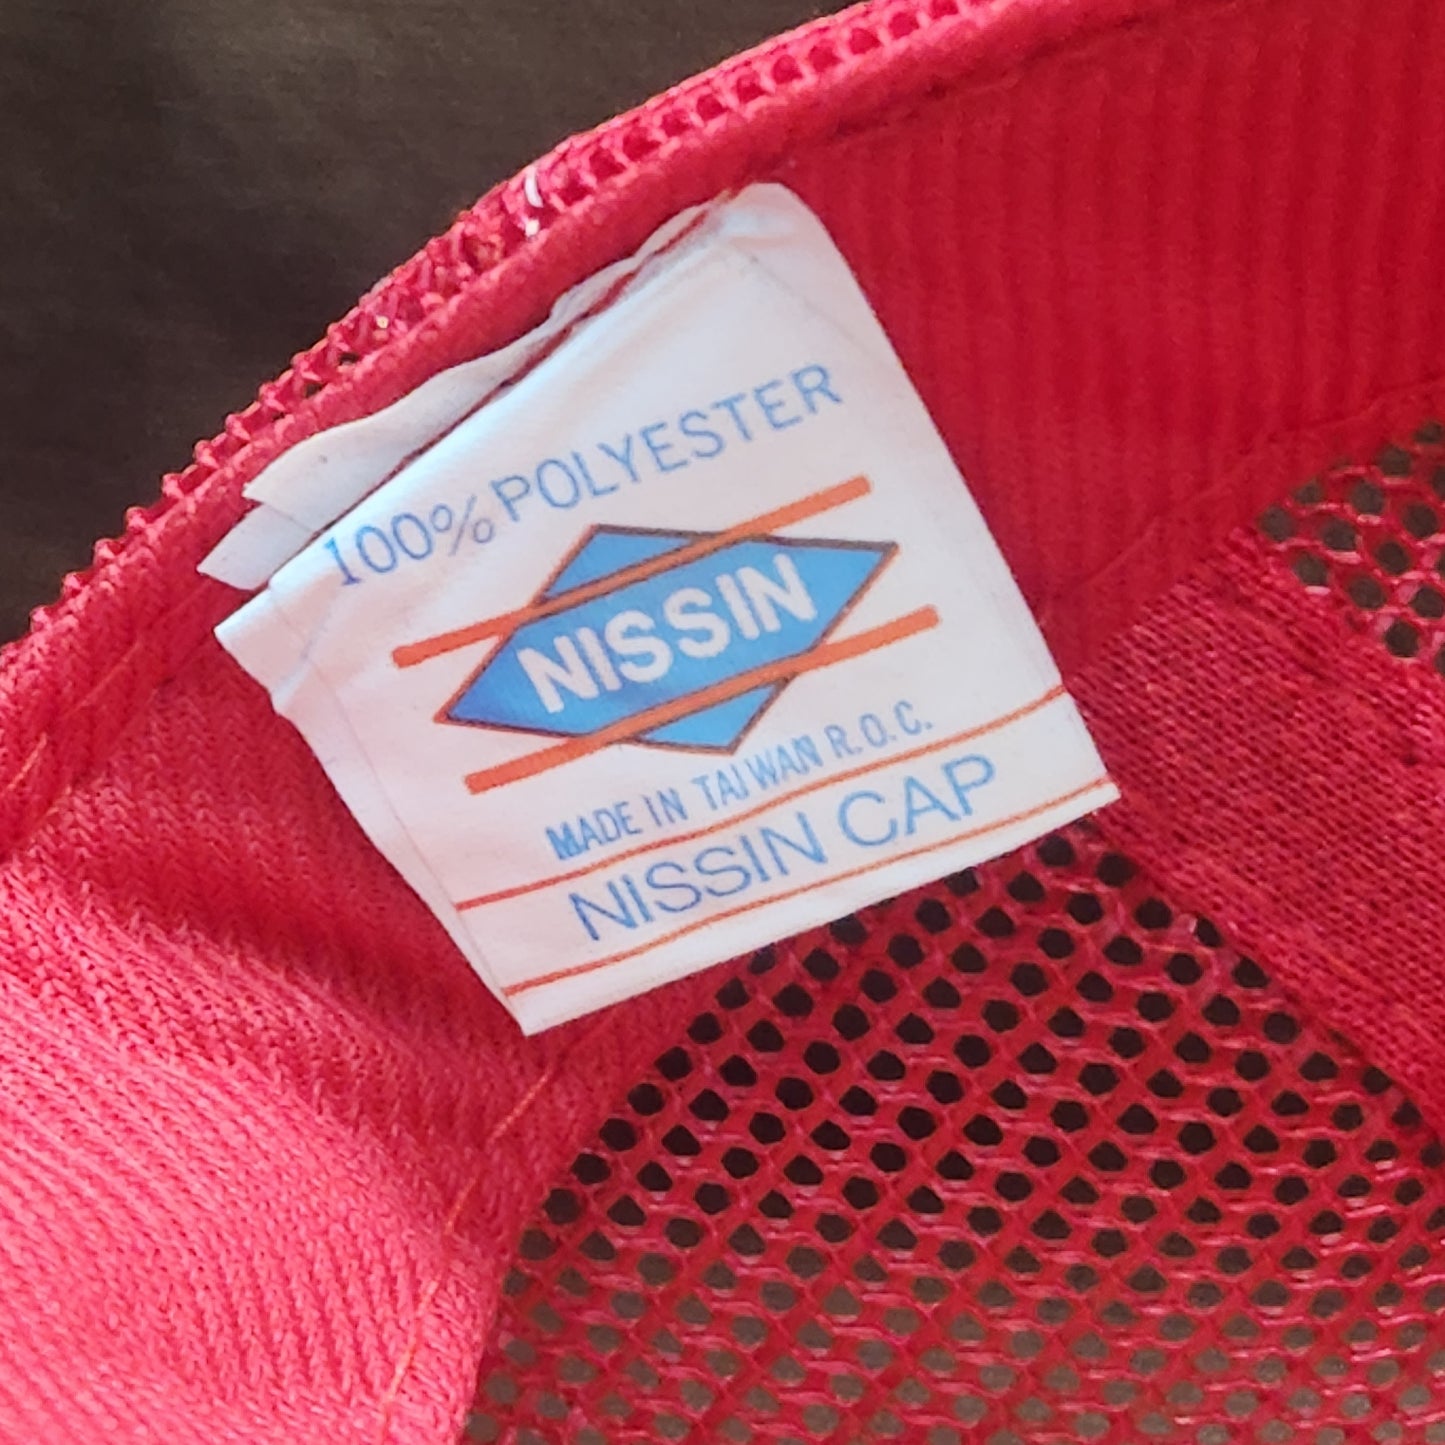 100% POLYESTER
NISSIN
MADE IN TAIWAN R.O.C.
NISSIN CAP